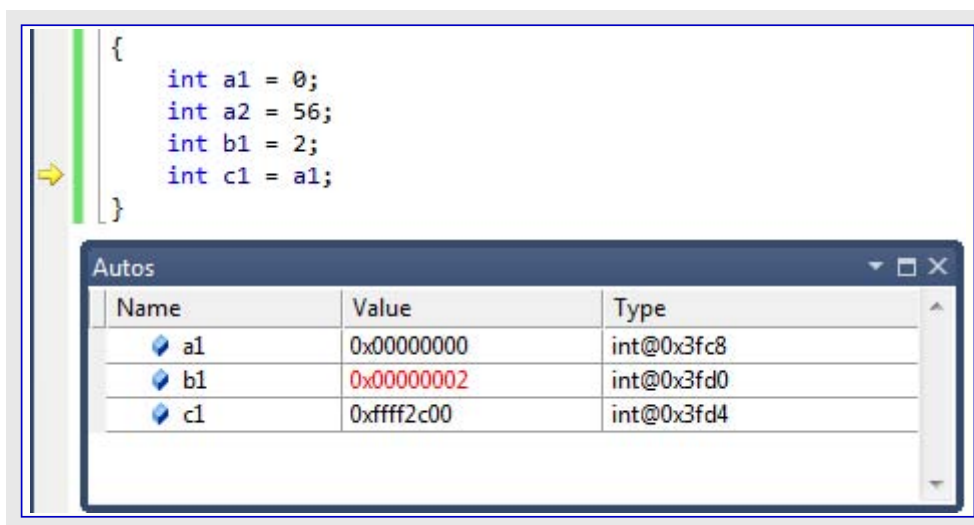 {
int a1 = 0;
int a2 = 56;
int b1 = 2;
int c1 = a1;
}
Autos
Name Value Type
a1 0x00000000 int@0x3fc8
b1 0x00000002 int@0x3fd0
c1 0xffff2c00 int@0x3fd4